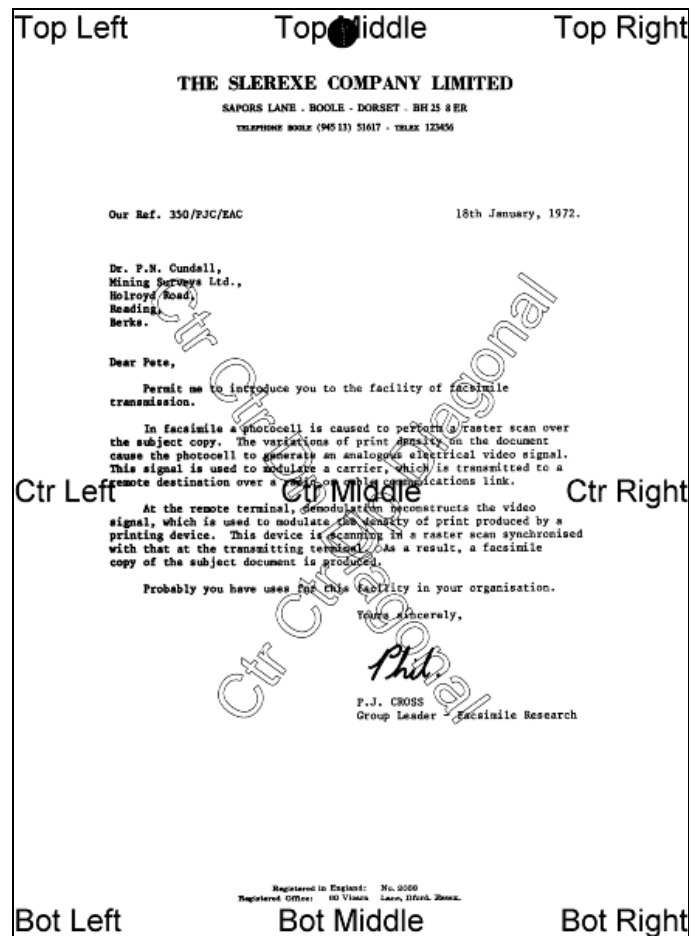 Top Left Top Middle Top Right
THE SLEREXE COMPANY LIMITED
SAPORS LANE - BOOLE - DORSET - BH 25 8 ER
TELEPHONE BOOLE (945 13) 51617 - TELEX 123456
Our Ref. 350/PJC/EAC 18th January, 1972.
Dr. P.N. Cundall,
Mining Surveys Ltd.,
Holroyd Road,
Reading,
Berks.
Dear Pete,
Permit me to introduce you to the facility of facsimile
transmission.
In facsimile a photocell is caused to perform a raster scan over
the subject copy. The variations of print density on the document
cause the photocell to generate an analogous electrical video signal.
This signal is used to modulate a carrier, which is transmitted to a
remote destination over a radio or cable communications link.
Ctr Left Ctr Middle Ctr Right
At the remote terminal, demodulation reconstructs the video
signal, which is used to modulate the density of print produced by a
printing device. This device is scanning in a raster scan synchronised
with that at the transmitting terminal. As a result, a facsimile
copy of the subject document is produced.
Probably you have uses for this facility in your organisation.
Yours sincerely,
Phil.
P.J. CROSS
Group Leader - Facsimile Research
Ctr Ctr Diagonal
Ctr Ctr Diagonal
Registered in England: No. 2038
Registered Office: 60 Vicara Lane, Ilford. Essex.
Bot Left Bot Middle Bot Right